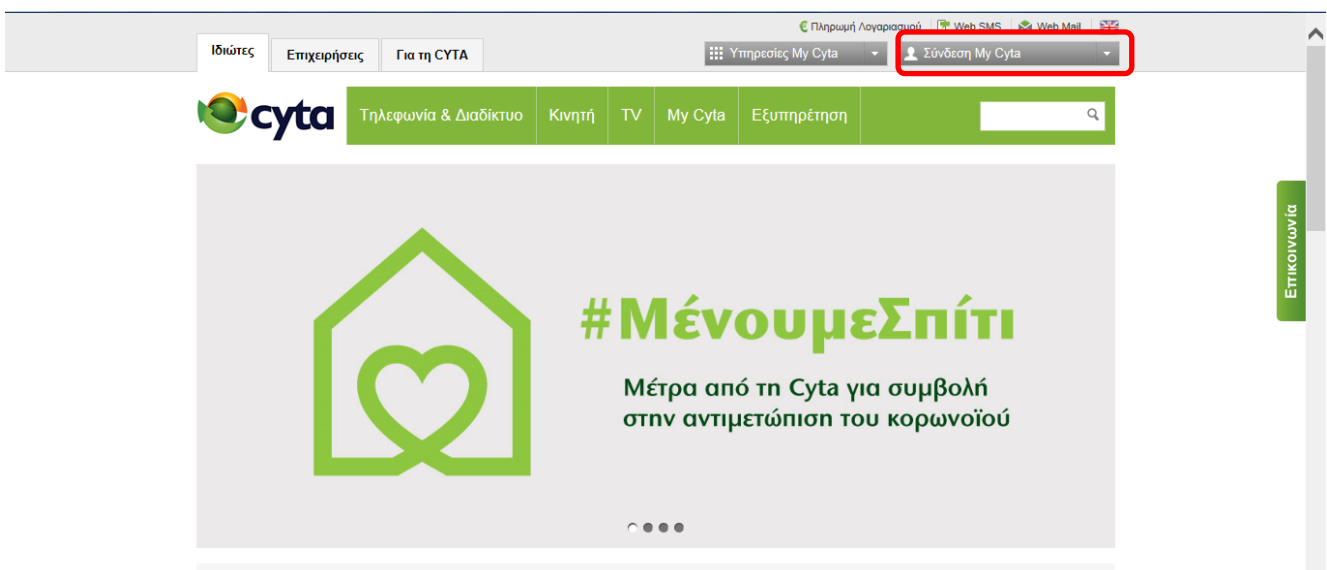 Πληρωμή Λογαριασμού Web SMS Web Mail
Ιδιώτες Επιχειρήσεις Για τη CYTA Υπηρεσίες My Cyta Σύνδεση My Cyta
cyta Τηλεφωνία & Διαδίκτυο Κινητή TV My Cyta Εξυπηρέτηση
Επικοινωνία
#ΜένουμεΣπίτι
Μέτρα από τη Cyta για συμβολή
στην αντιμετώπιση του κορωνοϊού